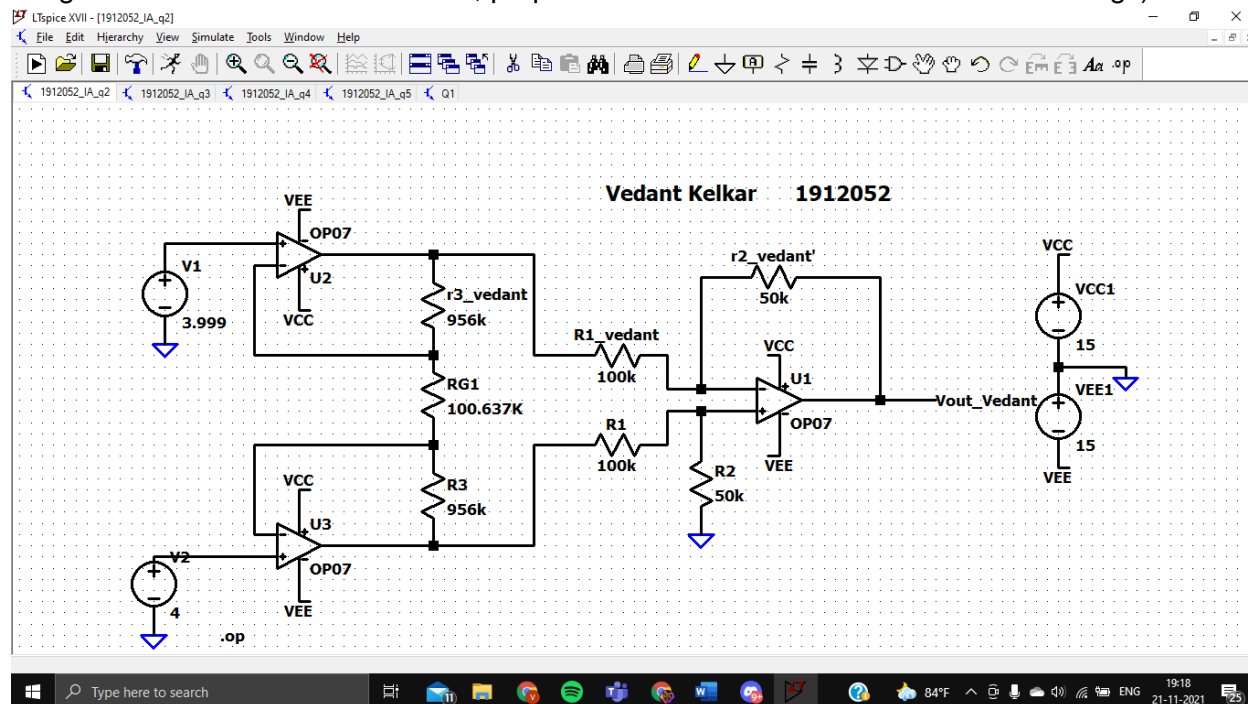 LTspice XVII - [1912052_IA_q2]
File Edit Hierarchy View Simulate Tools Window Help
Aa .op
1912052_IA_q2 1912052_IA_q3 1912052_IA_q4 1912052_IA_q5 Q1
Vedant Kelkar 1912052
VEE
OP07
V1
U2
3.999
VCC
r3_vedant
956k
RG1
100.637K
R3
956k
VCC
U3
V2
OP07
4
VEE
.op
r2_vedant'
50k
R1_vedant
100k
VCC
U1
OP07
R1
100k
VEE
R2
50k
Vout_Vedant
VCC
VCC1
15
VEE1
15
VEE
Type here to search
84°F
ENG
19:18
21-11-2021